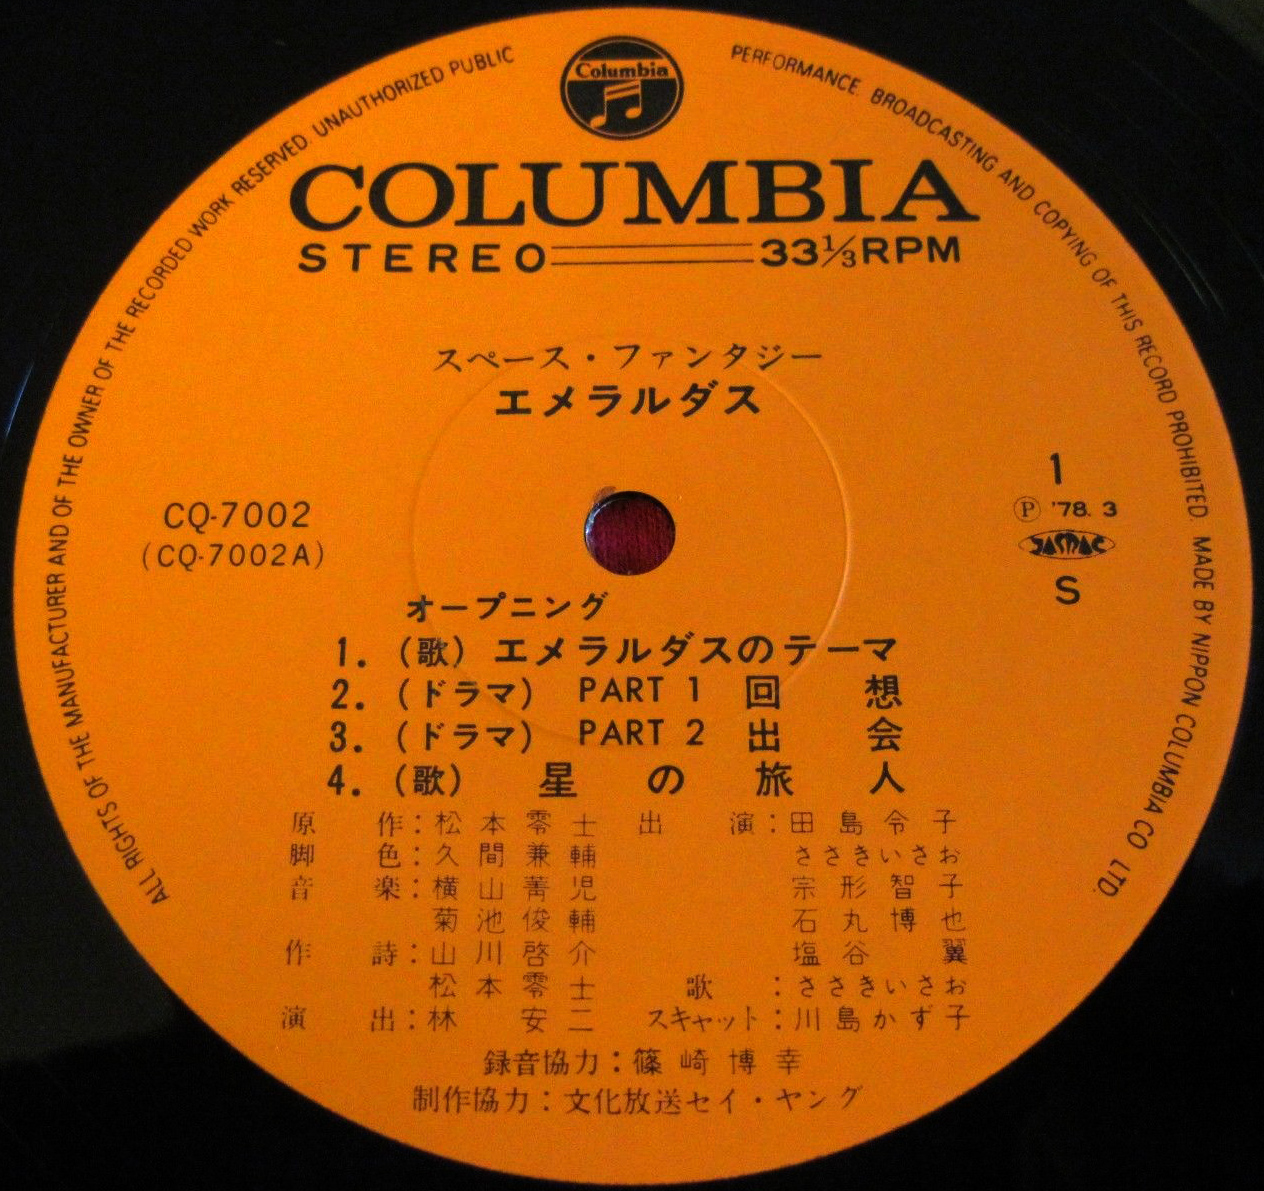 ALL RIGHTS OF THE MANUFACTURER AND OF THE OWNER OF THE RECORDED WORK RESERVED. UNAUTHORIZED PUBLIC PERFORMANCE. BROADCASTING AND COPYING OF THIS RECORD PROHIBITED. MADE BY NIPPON COLUMBIA CO. LTD.
Columbia
COLUMBIA
STEREO 33 1/3 RPM
スペース・ファンタジー
エメラルダス
CQ-7002
(CQ-7002A)
1
Ⓟ '78. 3
JASRAC
S
オープニング
1. (歌) エメラルダスのテーマ
2. (ドラマ) PART 1 回想
3. (ドラマ) PART 2 出会
4. (歌) 星の旅人
原作:松本零士 出演:田島令子
脚色:久間兼輔 ささきいさお
音楽:横山菁児 宗形智子
菊池俊輔 石丸博也
作詩:山川啓介 塩谷翼
松本零士 歌:ささきいさお
演出:林安二 スキャット:川島かず子
録音協力:篠崎博幸
制作協力:文化放送セイ・ヤング